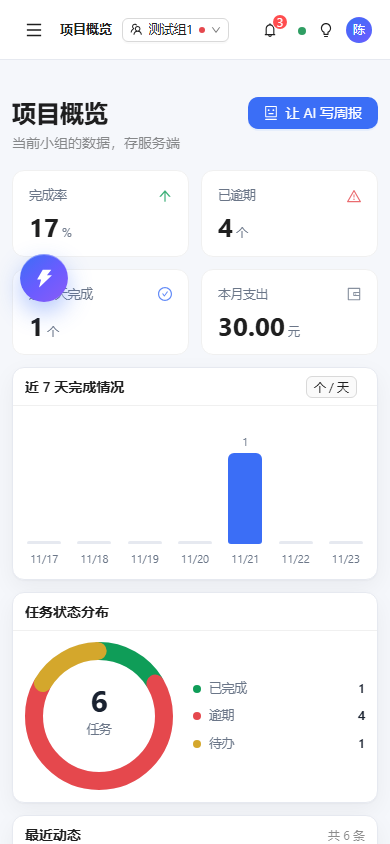 项目概览
测试组1
3
陈
项目概览
让 AI 写周报
当前小组的数据，存服务端
完成率
17 %
已逾期
4 个
天完成
1 个
本月支出
30.00 元
近 7 天完成情况
个 / 天
1
11/17 11/18 11/19 11/20 11/21 11/22 11/23
任务状态分布
6
任务
已完成 1
逾期 4
待办 1
最近动态
共 6 条